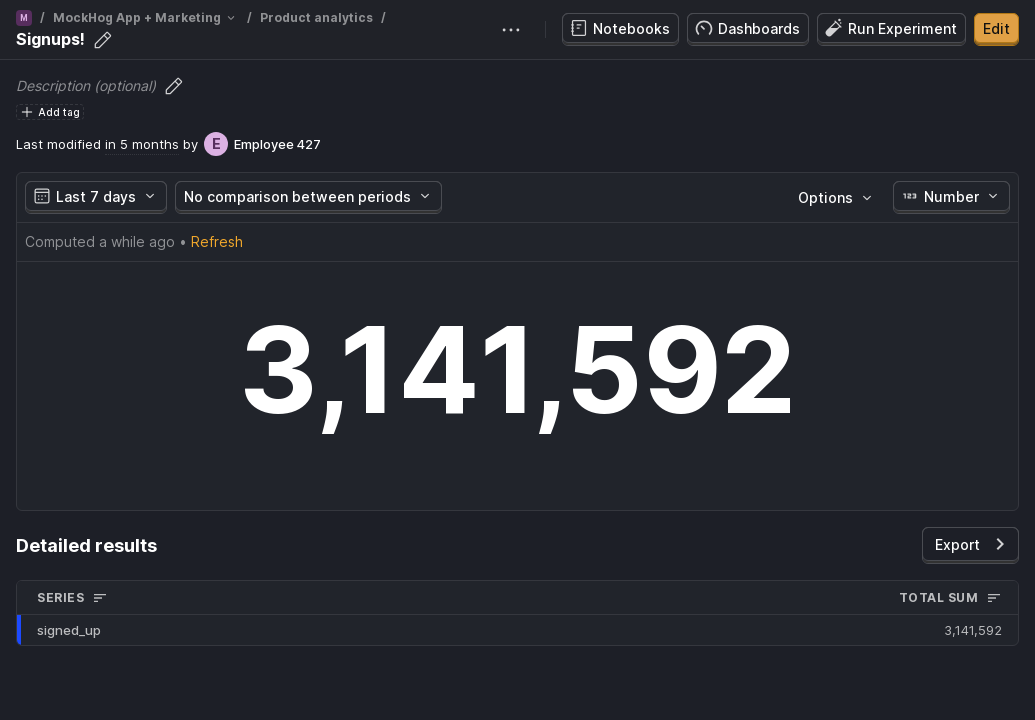 M / MockHog App + Marketing / Product analytics /
Signups!
Notebooks Dashboards Run Experiment Edit
Description (optional)
Add tag
Last modified in 5 months by E Employee 427
Last 7 days No comparison between periods Options 123 Number
Computed a while ago • Refresh
3,141,592
Detailed results Export
SERIES TOTAL SUM
signed_up 3,141,592